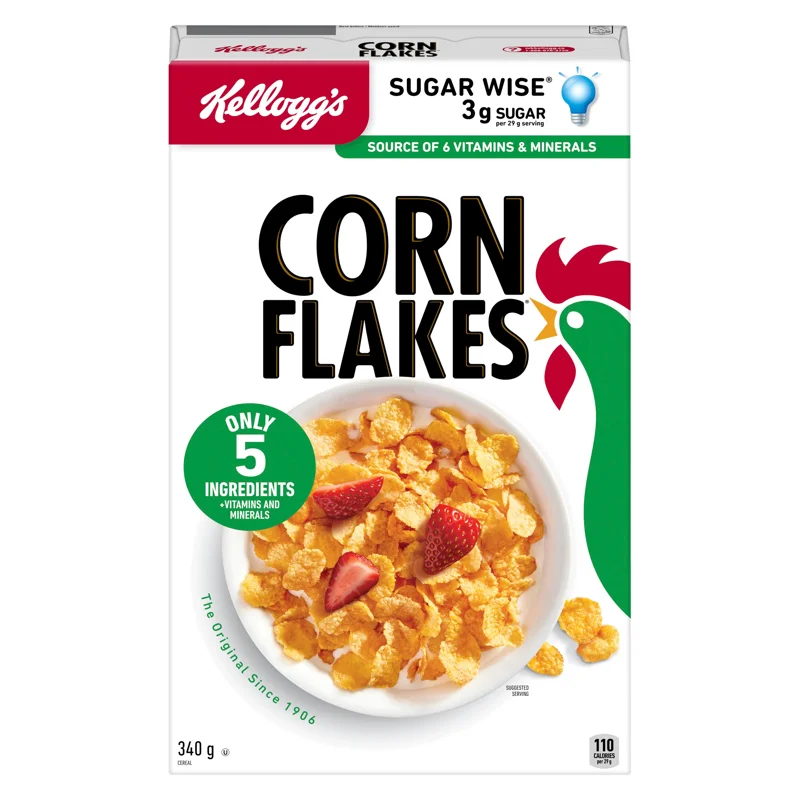 Kellogg's
CORN
FLAKES
Kellogg's
SUGAR WISE®
3g SUGAR
per 29 g serving
SOURCE OF 6 VITAMINS & MINERALS
CORN
FLAKES®
ONLY
5
INGREDIENTS
+VITAMINS AND
MINERALS
The Original Since 1906
SUGGESTED
SERVING
340 g U
CEREAL
110
CALORIES
per 29 g